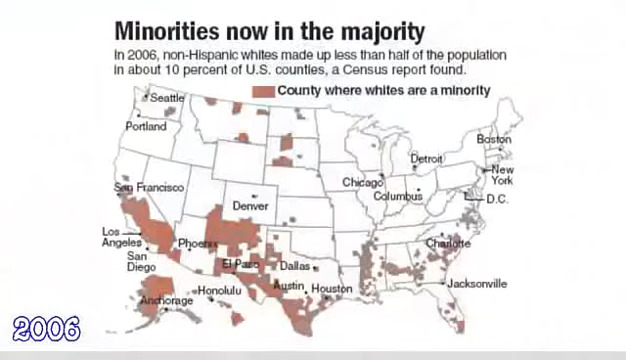 Minorities now in the majority
In 2006, non-Hispanic whites made up less than half of the population
in about 10 percent of U.S. counties, a Census report found.
County where whites are a minority
Seattle
Portland
Boston
Detroit
New
York
Chicago
Columbus
San Francisco
D.C.
Denver
Los
Angeles
Phoenix
Charlotte
San
Diego
El Paso
Dallas
Austin
Houston
Jacksonville
Honolulu
Anchorage
2006